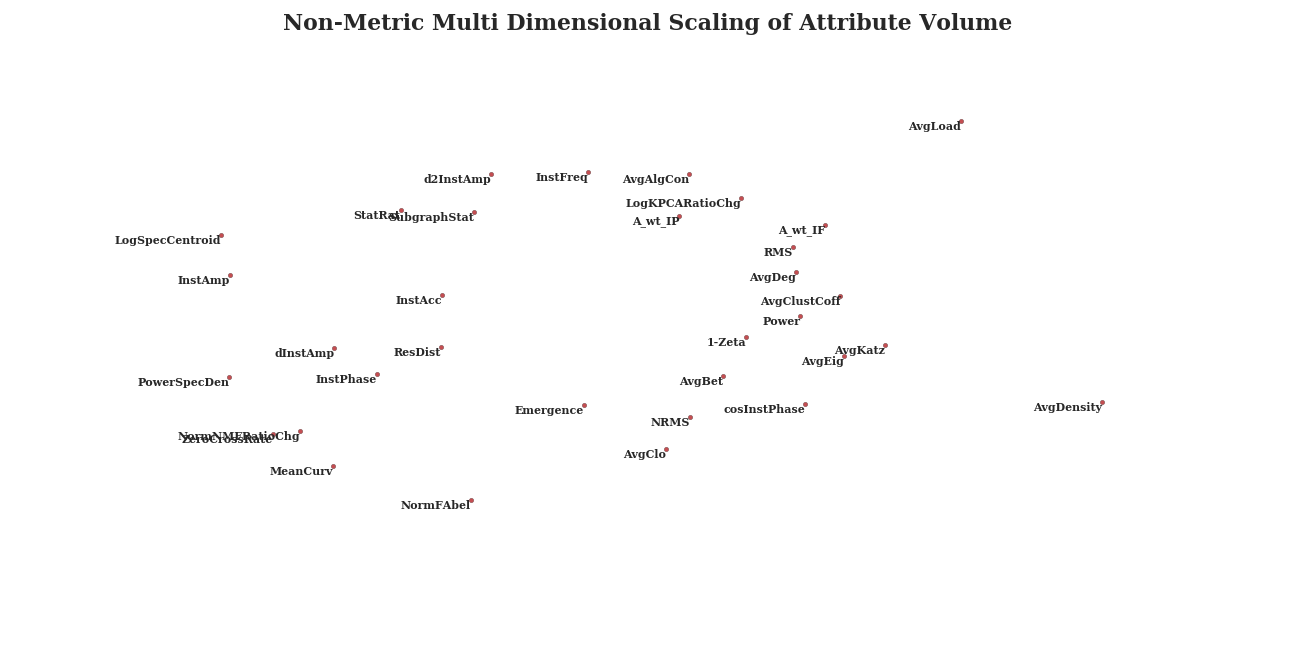 Non-Metric Multi Dimensional Scaling of Attribute Volume
AvgLoad
d2InstAmp
InstFreq
AvgAlgCon
LogKPCARatioChg
StatRat
SubgraphStat
A_wt_IP
A_wt_IF
LogSpecCentroid
RMS
InstAmp
AvgDeg
InstAcc
AvgClustCoff
Power
1-Zeta
dInstAmp
ResDist
AvgKatz
AvgEig
PowerSpecDen
InstPhase
AvgBet
Emergence
cosInstPhase
AvgDensity
NRMS
NormNMFRatioChg
ZeroCrossRate
AvgClo
MeanCurv
NormFAbel